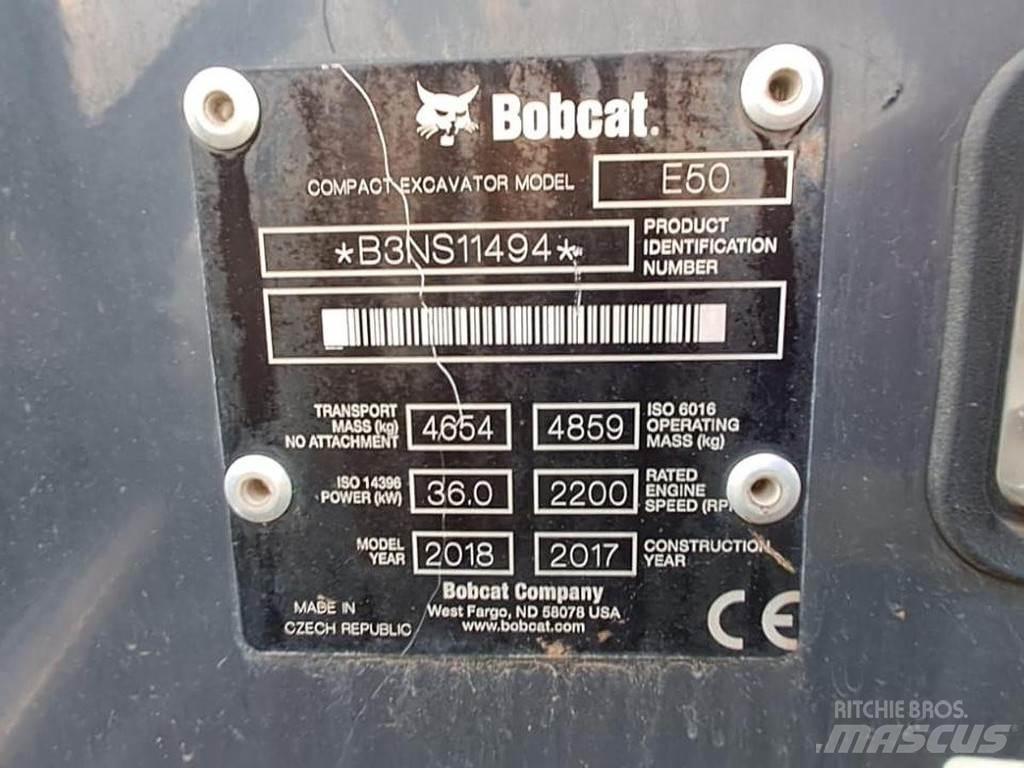 Bobcat.
COMPACT EXCAVATOR MODEL E50
*B3NS11494* PRODUCT IDENTIFICATION NUMBER
TRANSPORT MASS (kg) NO ATTACHMENT 4654 4859 ISO 6016 OPERATING MASS (kg)
ISO 14396 POWER (kW) 36.0 2200 RATED ENGINE SPEED (RP
MODEL YEAR 2018 2017 CONSTRUCTION YEAR
Bobcat Company
West Fargo, ND 58078 USA
www.bobcat.com
MADE IN
CZECH REPUBLIC
CE
RITCHIE BROS.
MASCUS